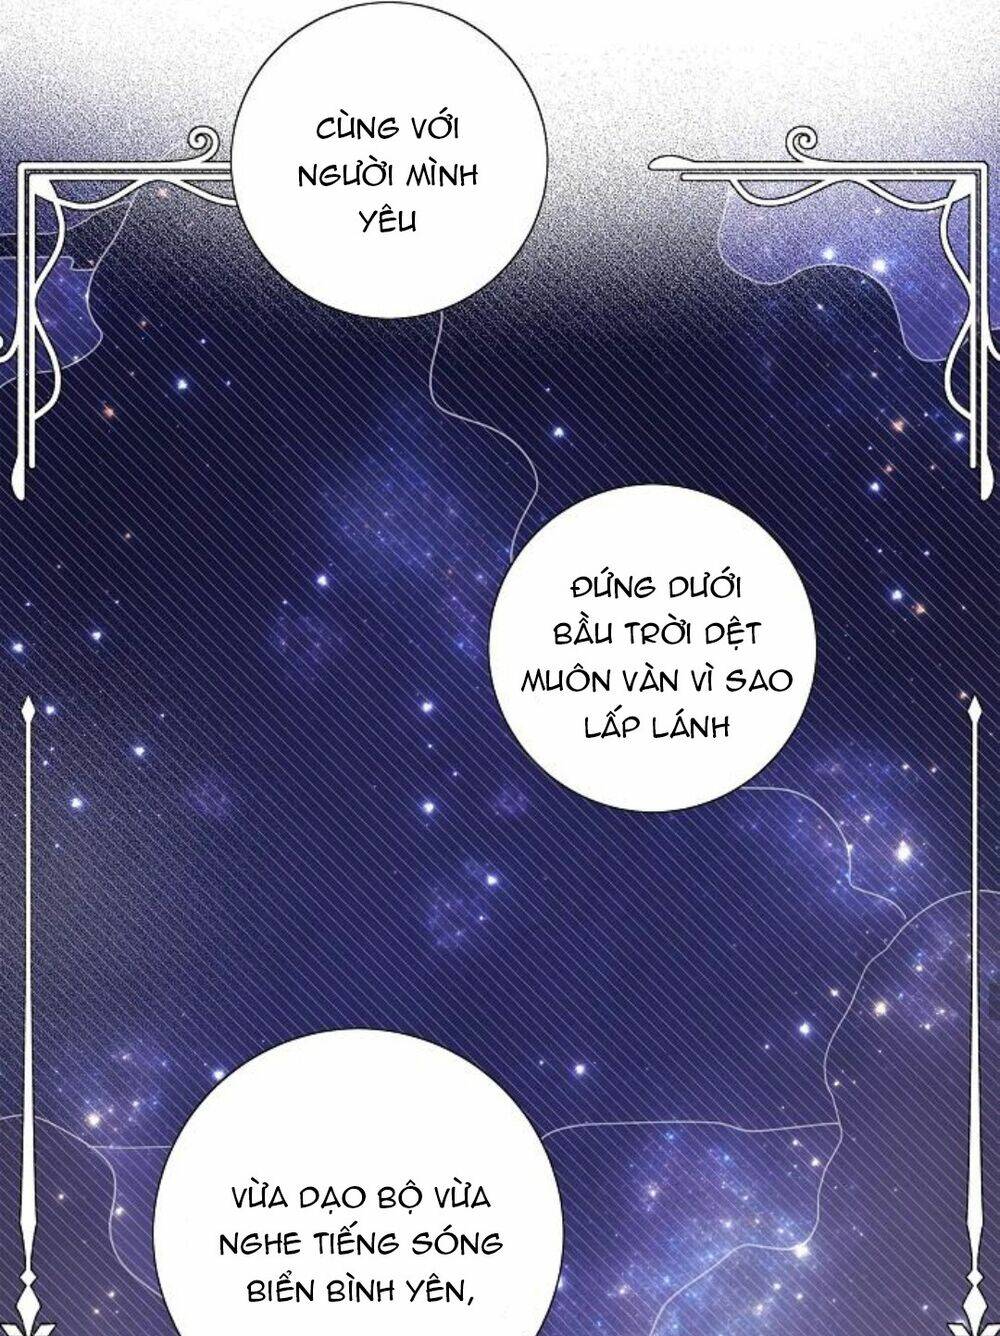 CÙNG VỚI
NGƯỜI MÌNH
YÊU
ĐỨNG DƯỚI
BẦU TRỜI DỆT
MUÔN VÀN VÌ SAO
LẤP LÁNH
VỪA DẠO BỘ VỪA
NGHE TIẾNG SÓNG
BIỂN BÌNH YÊN,